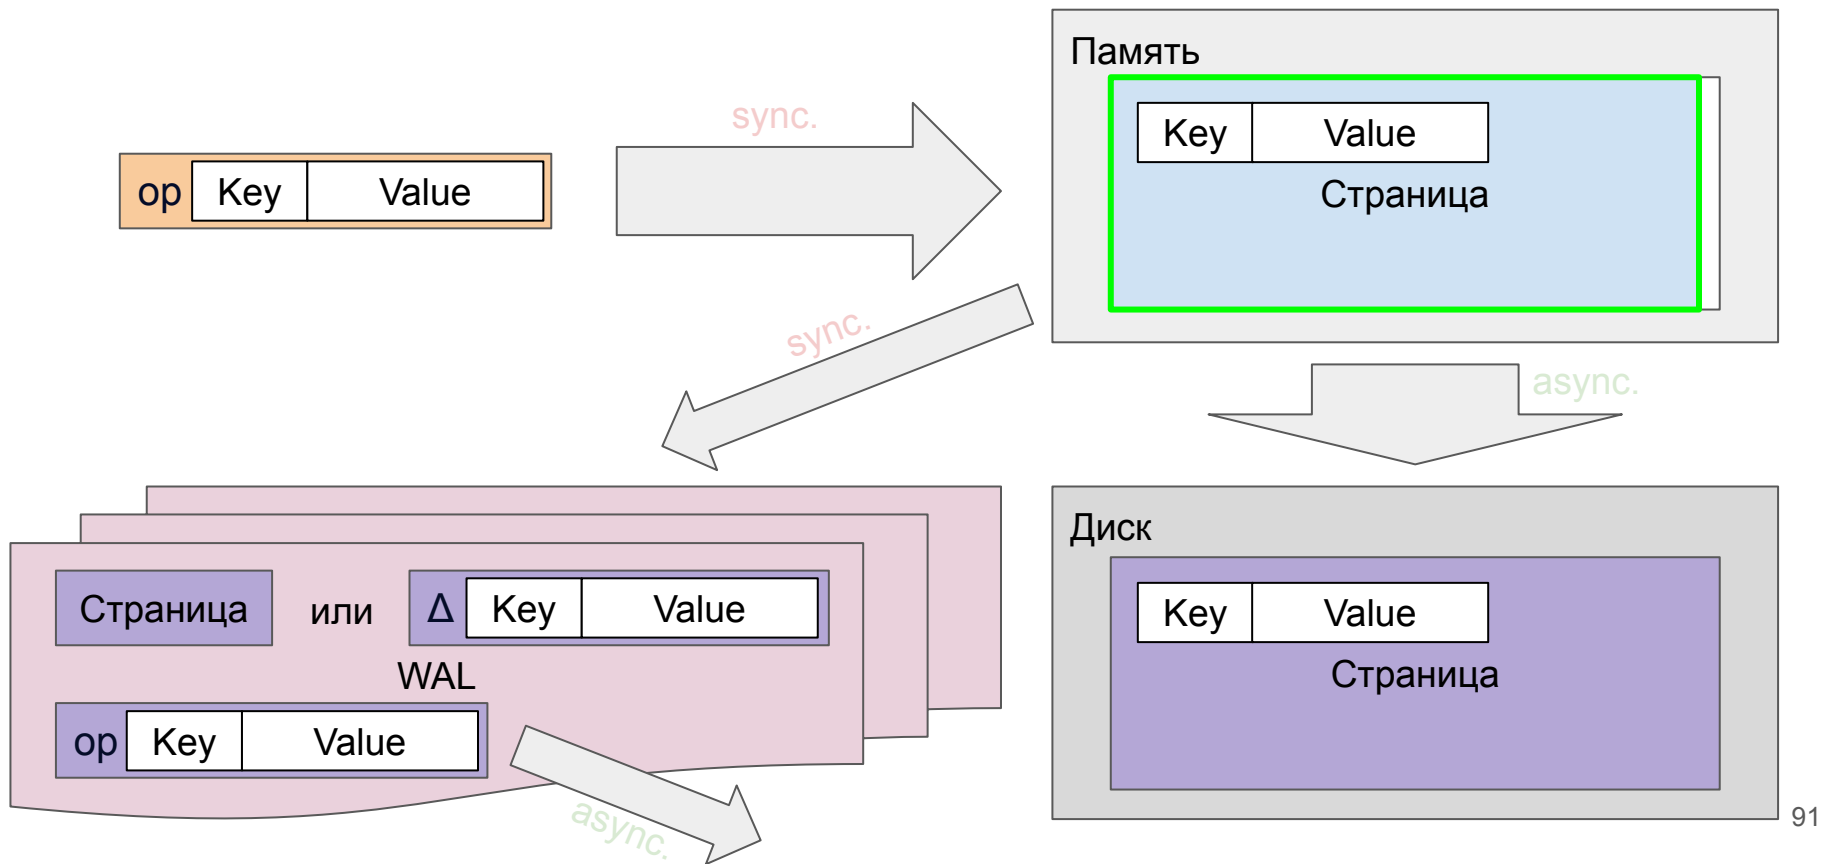 Память
sync.
Key Value
op Key Value
Страница
sync.
async.
Диск
Страница или Δ Key Value
Key Value
WAL
Страница
op Key Value
async.
91